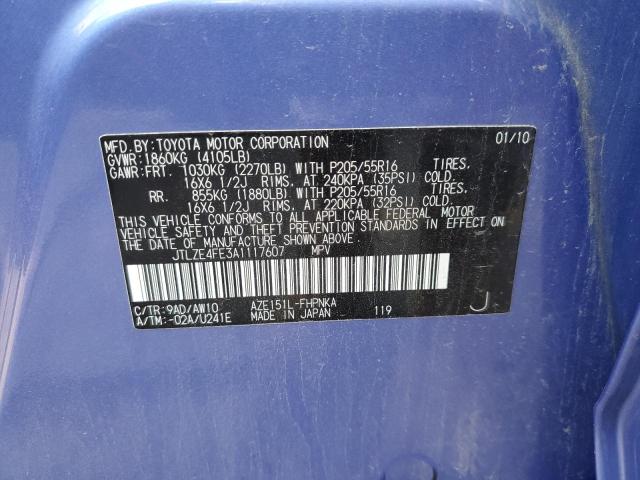 MFD.BY:TOYOTA MOTOR CORPORATION 01/10
GVWR:1860KG (4105LB)
GAWR:FRT. 1030KG (2270LB) WITH P205/55R16 TIRES,
16X6 1/2J RIMS, AT 240KPA (35PSI) COLD.
RR. 855KG (1880LB) WITH P205/55R16 TIRES,
16X6 1/2J RIMS, AT 220KPA (32PSI) COLD.
THIS VEHICLE CONFORMS TO ALL APPLICABLE FEDERAL MOTOR
VEHICLE SAFETY AND THEFT PREVENTION STANDARDS IN EFFECT ON
THE DATE OF MANUFACTURE SHOWN ABOVE.
JTLZE4FE3A1117607 MPV
C/TR:9AD/AW10 AZE151L-FHPNKA
A/TM:-02A/U241E MADE IN JAPAN 119 J